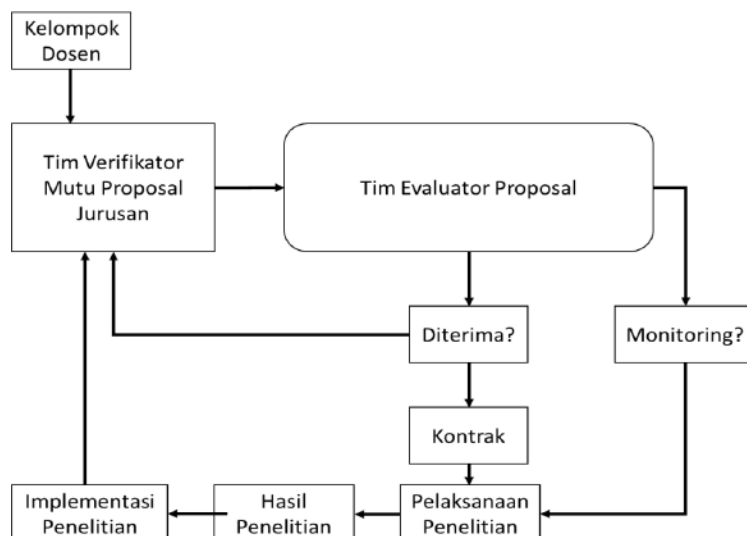 Kelompok
Dosen
Tim Verifikator
Mutu Proposal
Jurusan
Tim Evaluator Proposal
Diterima?
Monitoring?
Kontrak
Implementasi
Penelitian
Hasil
Penelitian
Pelaksanaan
Penelitian